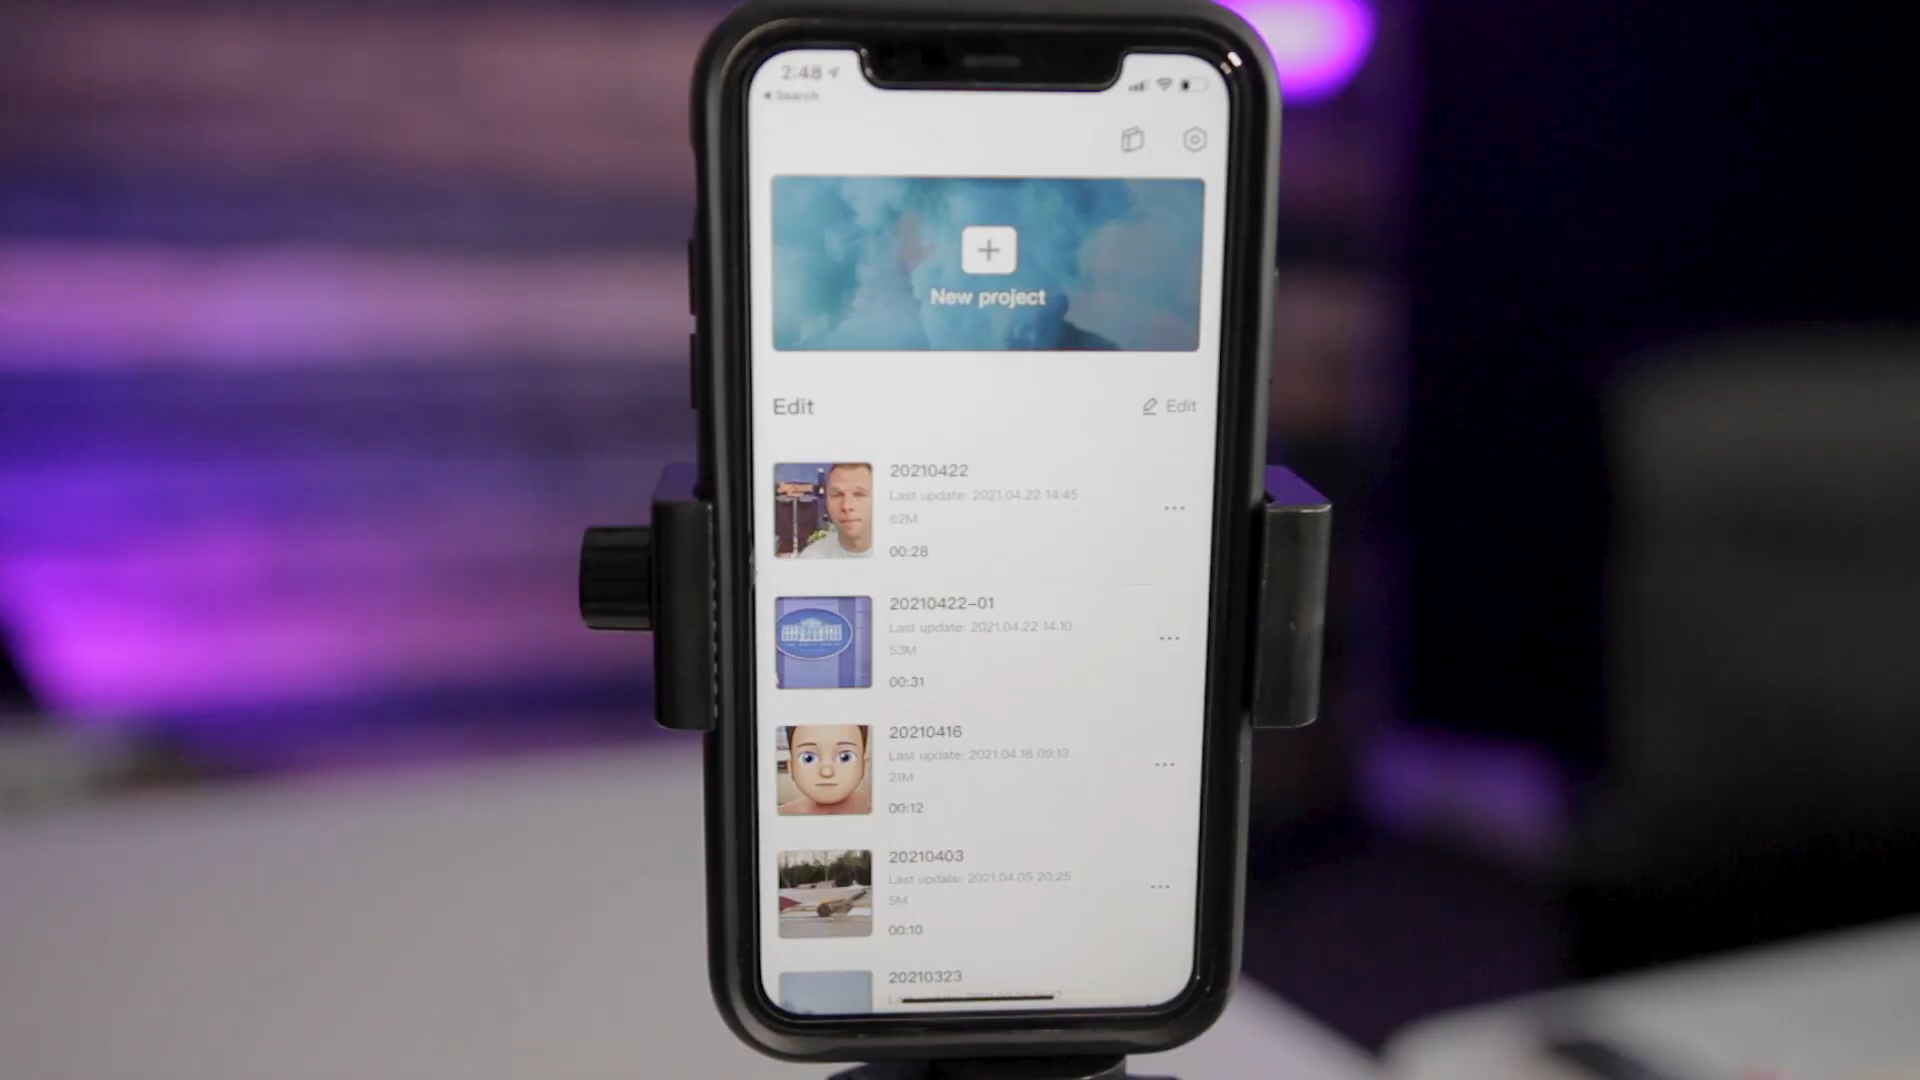 2:48
Search
New project
Edit
Edit
20210422
Last update: 2021.04.22 14:45
62M
00:28
20210422-01
Last update: 2021.04.22 14:10
53M
00:31
20210416
Last update: 2021.04.16 09:13
21M
00:12
20210403
Last update: 2021.04.05 20:25
5M
00:10
20210323